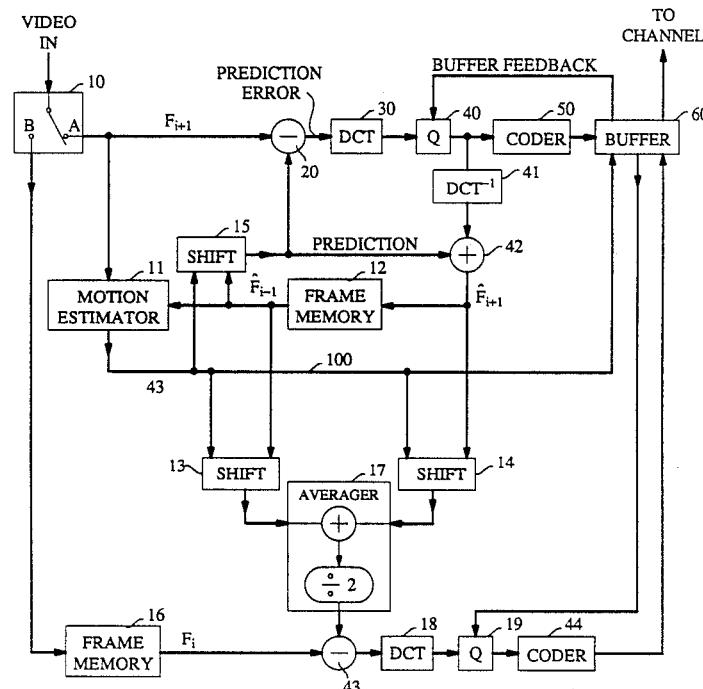 VIDEO
IN
TO
CHANNEL
10
B
A
F_{i+1}
PREDICTION
ERROR
−
20
30
DCT
BUFFER FEEDBACK
40
Q
50
CODER
60
BUFFER
41
DCT⁻¹
15
SHIFT
PREDICTION
+
42
11
MOTION
ESTIMATOR
F̂_{i−1}
12
FRAME
MEMORY
F̂_{i+1}
43
100
13
SHIFT
14
SHIFT
17
AVERAGER
+
÷ 2
16
FRAME
MEMORY
F_i
−
43
18
DCT
19
Q
44
CODER